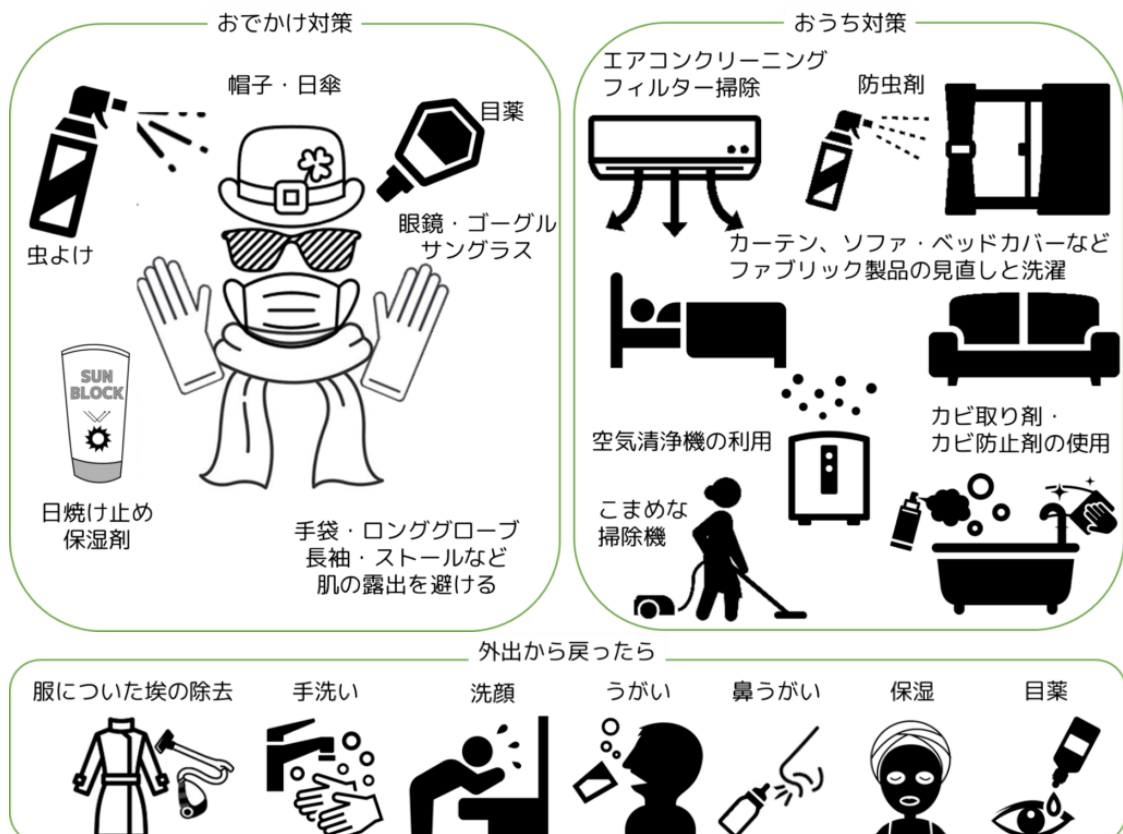 おでかけ対策
帽子・日傘
目薬
虫よけ
眼鏡・ゴーグル
サングラス
SUN
BLOCK
日焼け止め
保湿剤
手袋・ロンググローブ
長袖・ストールなど
肌の露出を避ける
おうち対策
エアコンクリーニング
フィルター掃除
防虫剤
カーテン、ソファ・ベッドカバーなど
ファブリック製品の見直しと洗濯
空気清浄機の利用
カビ取り剤・
カビ防止剤の使用
こまめな
掃除機
外出から戻ったら
服についた埃の除去
手洗い
洗顔
うがい
鼻うがい
保湿
目薬